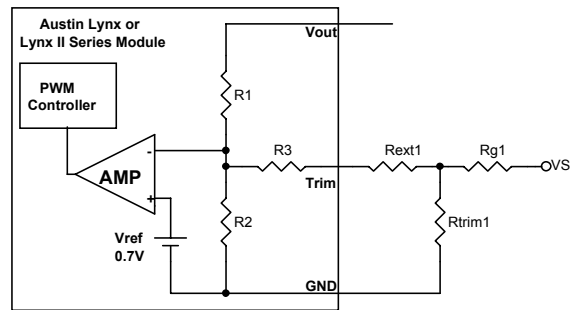 Austin Lynx or
Lynx II Series Module
Vout
PWM
Controller
R1
-
AMP
+
R3
Trim
Rext1
Rg1
VS
R2
Rtrim1
Vref
0.7V
GND